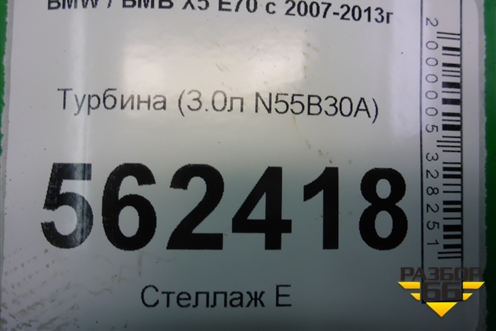 BMW / БМВ X5 E70 с 2007-2013г
Турбина (3.0л N55B30A)
562418
Стеллаж Е
2000005328251
РАЗБОР
66